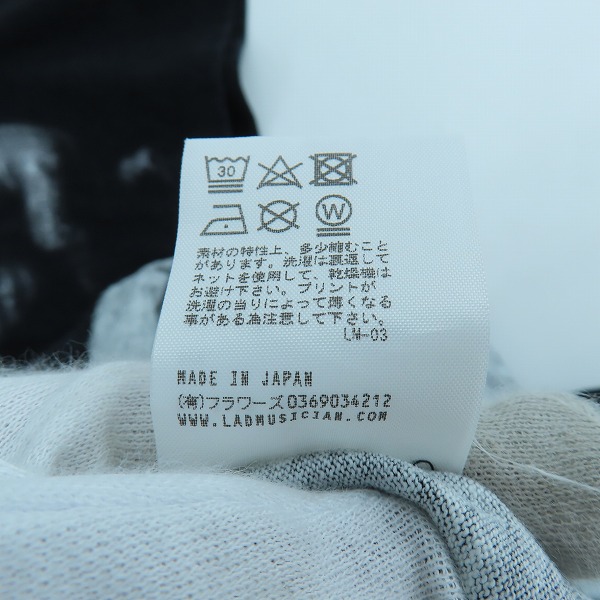 30
W
素材の特性上、多少縮むこと
があります。洗濯は裏返して
ネットを使用して、乾燥機は
お避け下さい。プリントが
洗濯の当りによって薄くなる
事がある為注意して下さい。
LM-03
MADE IN JAPAN
(有)フラワーズ0369034212
WWW.LADMUSICIAN.COM